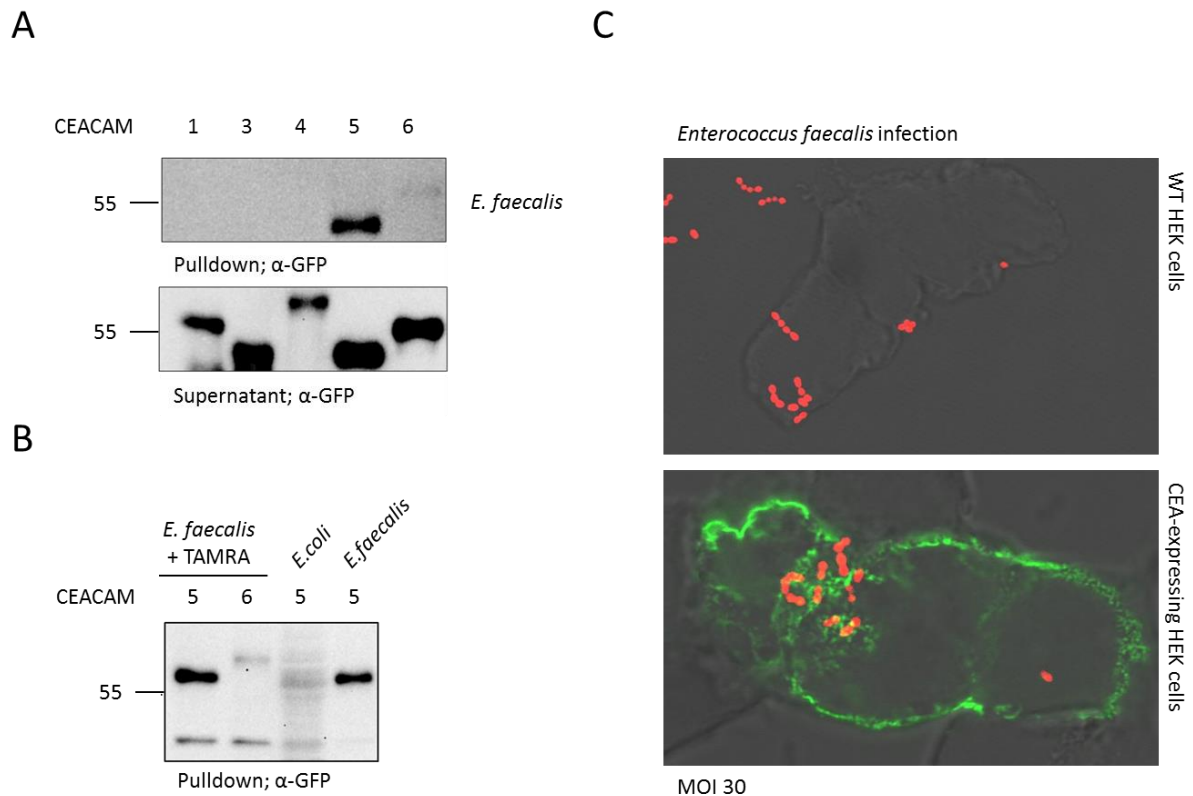 A
CEACAM 1 3 4 5 6
55
E. faecalis
Pulldown; α-GFP
55
Supernatant; α-GFP
B
E. faecalis
+ TAMRA
E.coli
E.faecalis
CEACAM 5 6 5 5
55
Pulldown; α-GFP
C
Enterococcus faecalis infection
WT HEK cells
CEA-expressing HEK cells
MOI 30